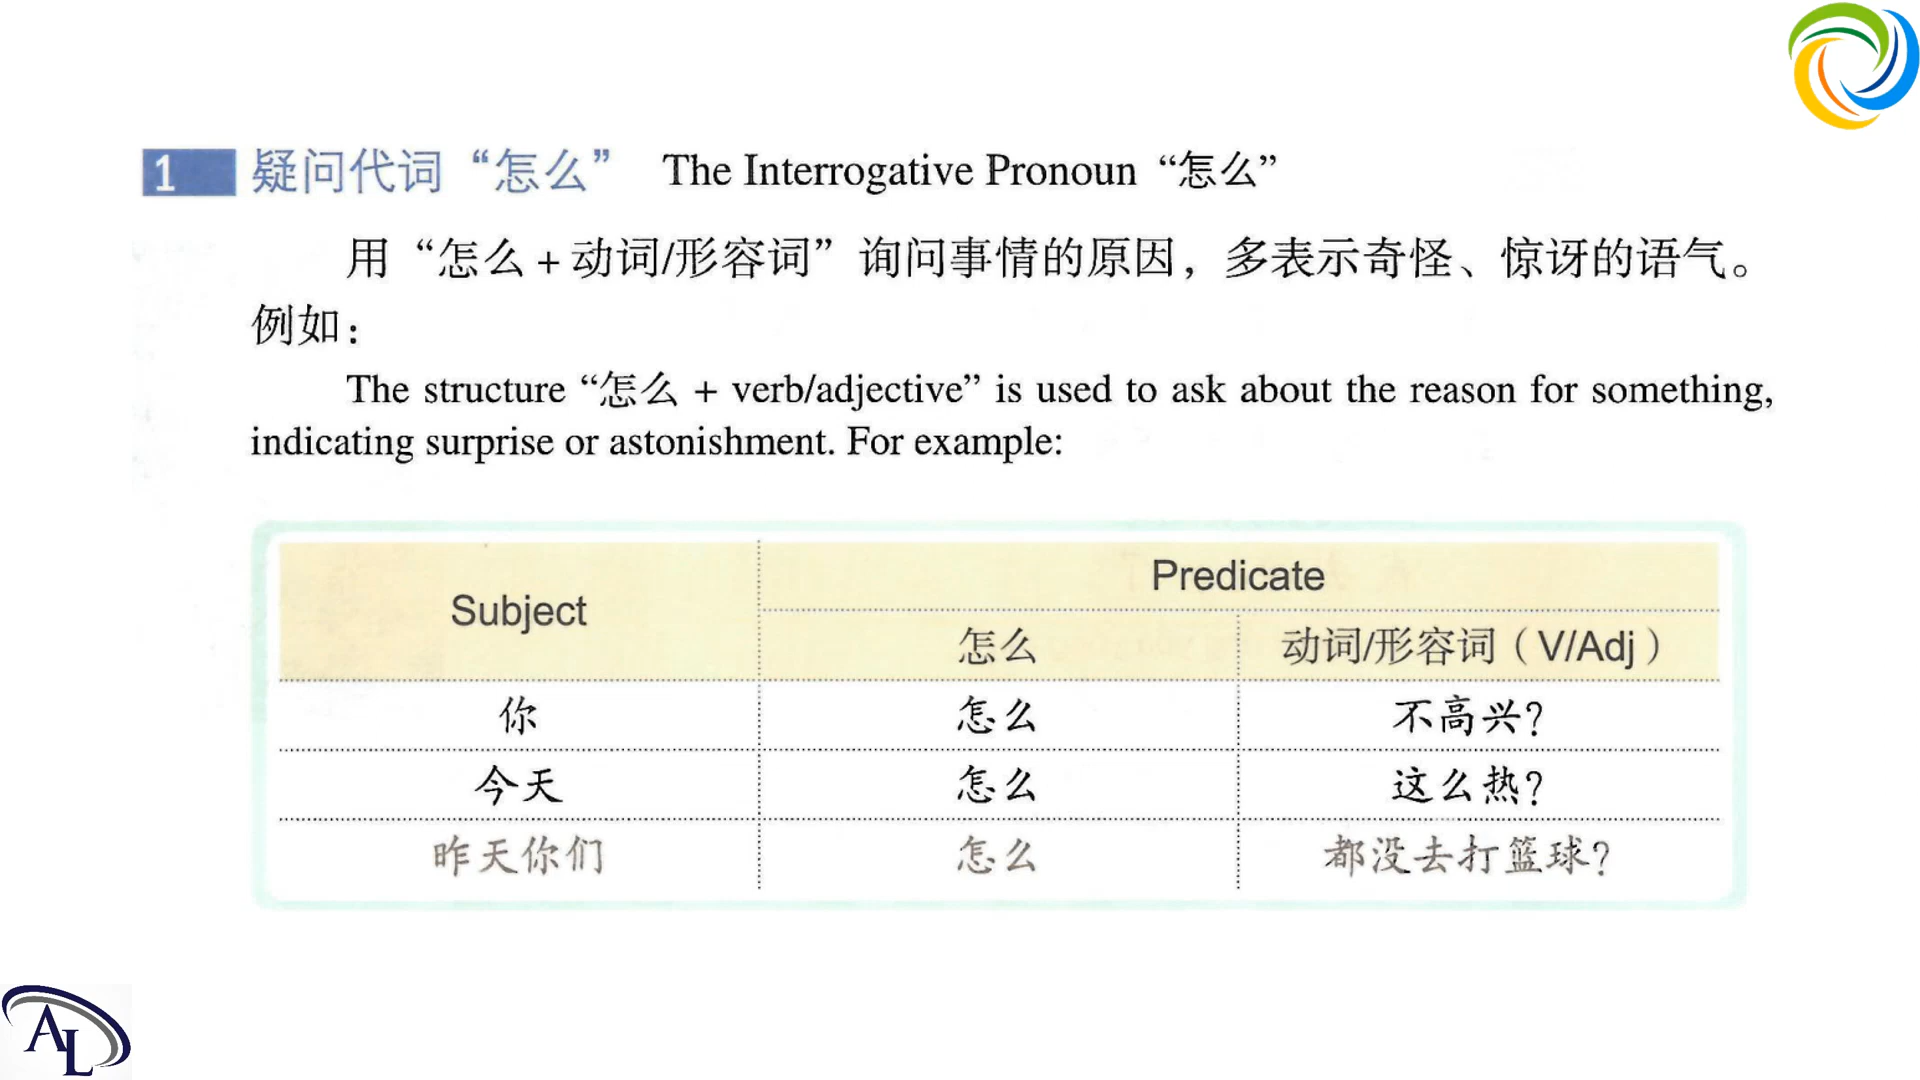 1 疑问代词“怎么” The Interrogative Pronoun “怎么”
用“怎么 + 动词/形容词”询问事情的原因，多表示奇怪、惊讶的语气。
例如：
The structure “怎么 + verb/adjective” is used to ask about the reason for something,
indicating surprise or astonishment. For example:
Subject Predicate
怎么 动词/形容词（V/Adj）
你 怎么 不高兴？
今天 怎么 这么热？
昨天你们 怎么 都没去打篮球？
AL